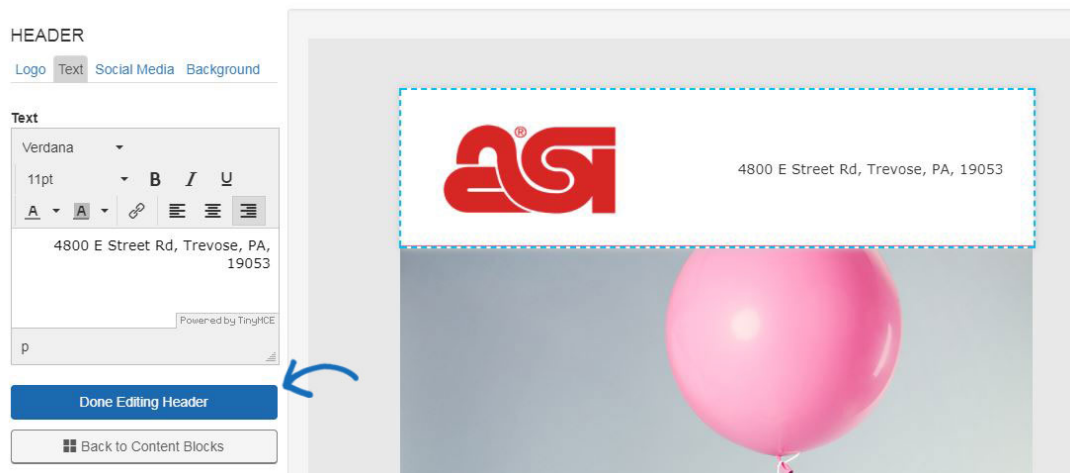 HEADER
Logo Text Social Media Background
Text
Verdana
11pt B I U
A A
4800 E Street Rd, Trevose, PA,
19053
Powered by TinyMCE
p
Done Editing Header
Back to Content Blocks
asi®
4800 E Street Rd, Trevose, PA, 19053